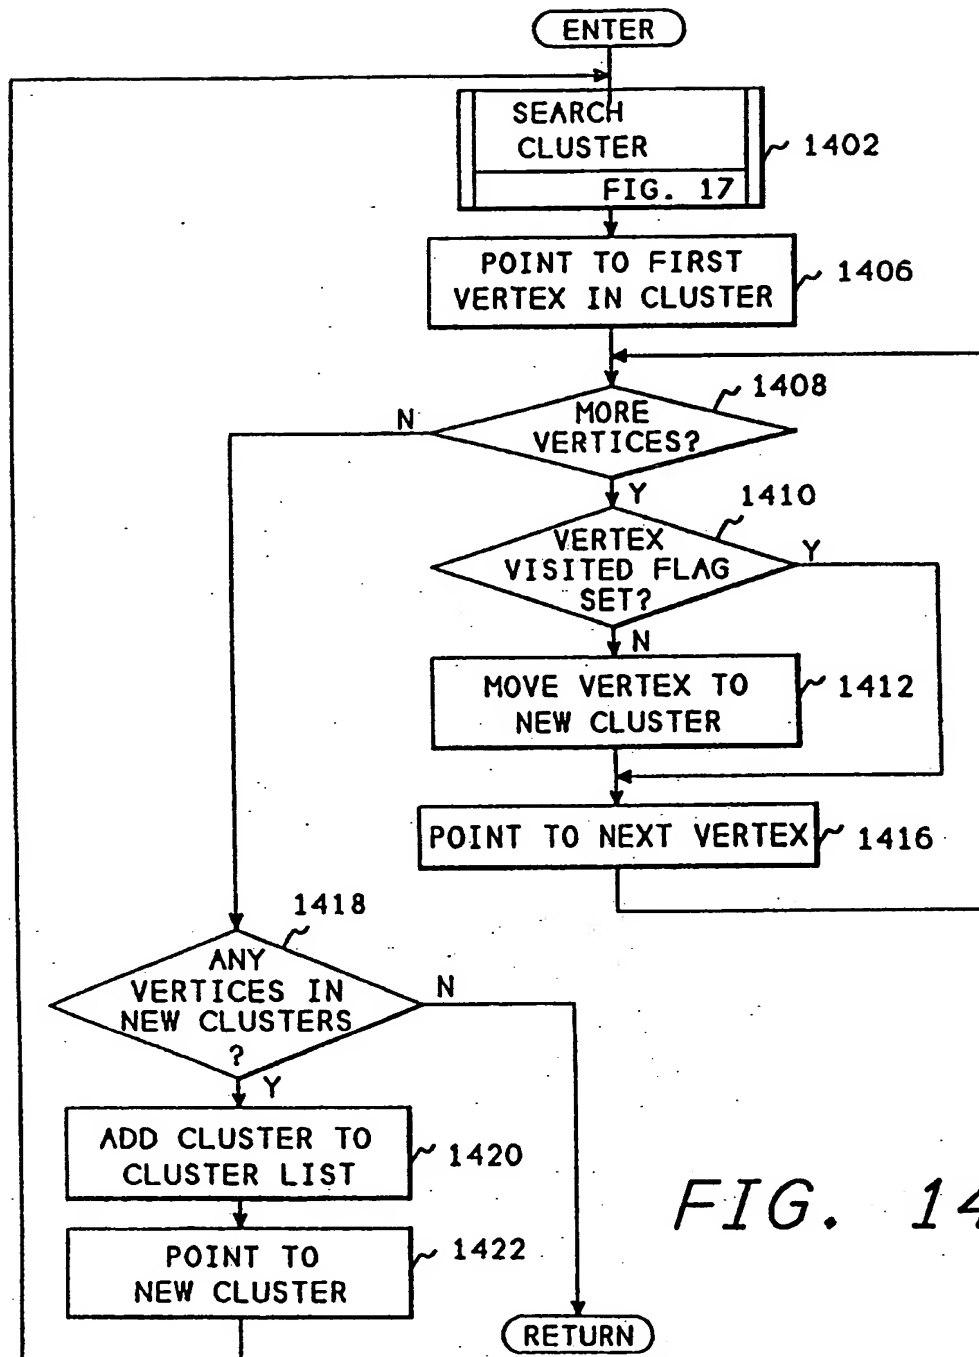 ENTER
SEARCH
CLUSTER
FIG. 17
1402
POINT TO FIRST
VERTEX IN CLUSTER
1406
1408
MORE
VERTICES?
N
Y
1410
VERTEX
VISITED FLAG
SET?
Y
N
MOVE VERTEX TO
NEW CLUSTER
1412
POINT TO NEXT VERTEX
1416
1418
ANY
VERTICES IN
NEW CLUSTERS
?
N
Y
ADD CLUSTER TO
CLUSTER LIST
1420
POINT TO
NEW CLUSTER
1422
RETURN
FIG. 14